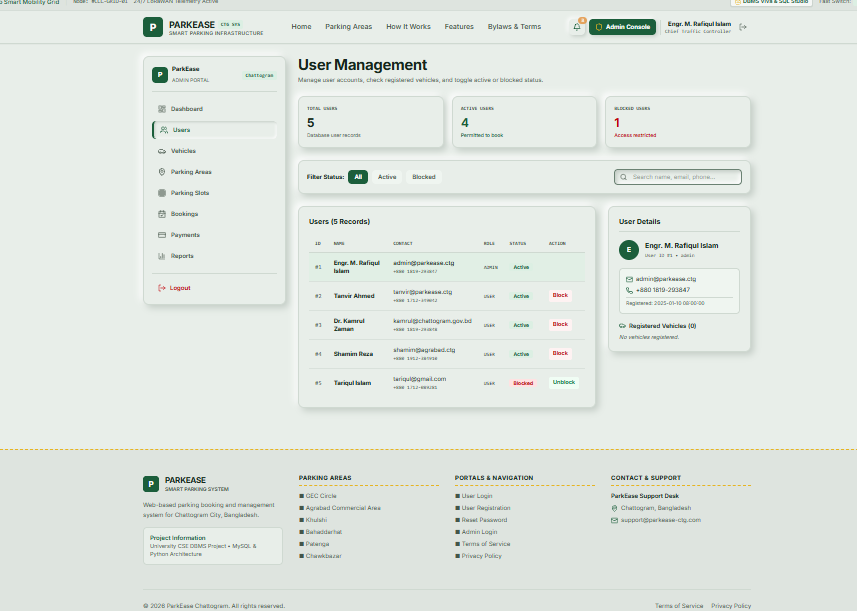 Smart Mobility Grid
Node: #CCC-GRID-01 24/7 LoRaWAN Telemetry Active
DBMS Viva & SQL Studio
Fast Switch:
P
PARKEASE CTG SYS
SMART PARKING INFRASTRUCTURE
Home
Parking Areas
How It Works
Features
Bylaws & Terms
Admin Console
Engr. M. Rafiqul Islam
Chief Traffic Controller
P
ParkEase
ADMIN PORTAL
Chattogram
Dashboard
Users
Vehicles
Parking Areas
Parking Slots
Bookings
Payments
Reports
Logout
User Management
Manage user accounts, check registered vehicles, and toggle active or blocked status.
TOTAL USERS
5
Database user records
ACTIVE USERS
4
Permitted to book
BLOCKED USERS
1
Access restricted
Filter Status: All Active Blocked
Search name, email, phone...
Users (5 Records)
ID NAME CONTACT ROLE STATUS ACTION
#1 Engr. M. Rafiqul Islam admin@parkease.ctg +880 1819-293847 ADMIN Active
#2 Tanvir Ahmed tanvir@parkease.ctg USER Active Block
#3 Dr. Kamrul Zaman kamrul@chattogram.gov.bd USER Active Block
#4 Shamim Reza shamim@agrabad.ctg USER Active Block
#5 Tariqul Islam tariqul@gmail.com USER Blocked Unblock
User Details
E
Engr. M. Rafiqul Islam
User ID #1 • admin
admin@parkease.ctg
+880 1819-293847
Registered: 2025-01-10 08:00:00
Registered Vehicles (0)
No vehicles registered.
P
PARKEASE
SMART PARKING SYSTEM
Web-based parking booking and management
system for Chattogram City, Bangladesh.
Project Information
University CSE DBMS Project • MySQL &
Python Architecture
PARKING AREAS
GEC Circle
Agrabad Commercial Area
Khulshi
Bahaddarhat
Patenga
Chawkbazar
PORTALS & NAVIGATION
User Login
User Registration
Reset Password
Admin Login
Terms of Service
Privacy Policy
CONTACT & SUPPORT
ParkEase Support Desk
Chattogram, Bangladesh
support@parkease-ctg.com
© 2026 ParkEase Chattogram. All rights reserved.
Terms of Service Privacy Policy